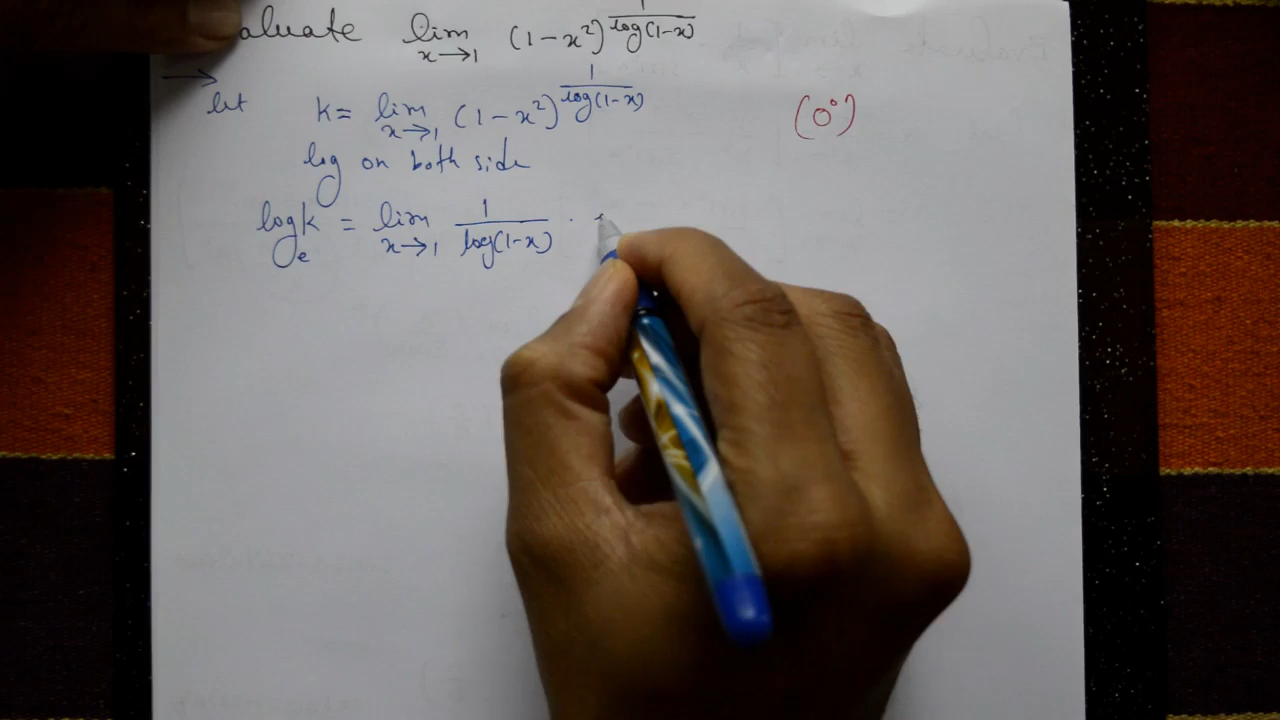 aluate lim x→1 (1-x²)^(1/log(1-x))
→
let k= lim x→1 (1-x²)^(1/log(1-x)) (0°)
log on both side
logₑk = lim x→1 1/log(1-x) ·